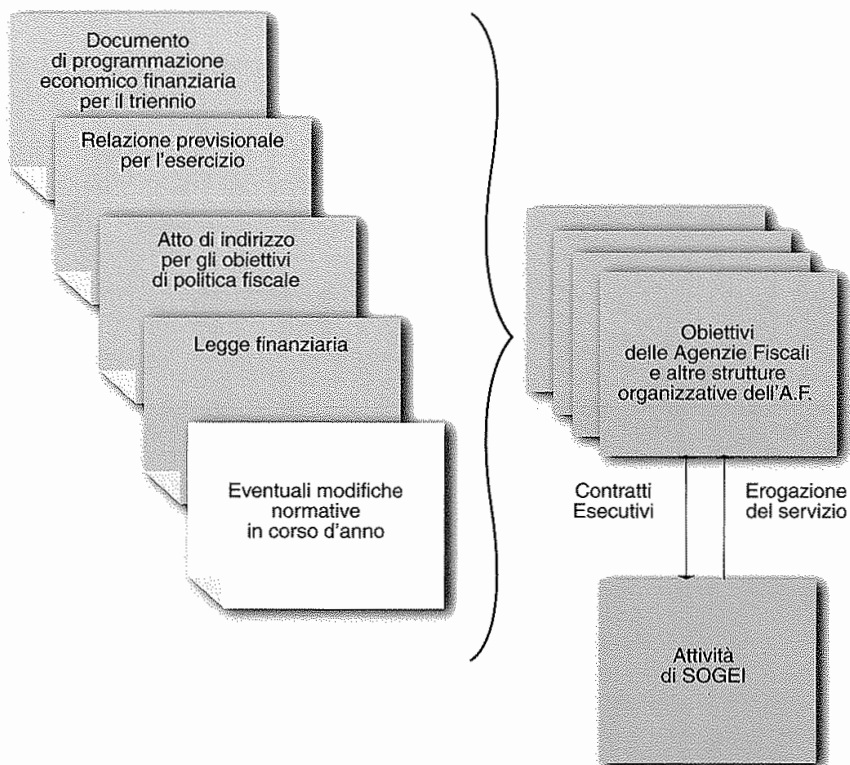 Documento
di programmazione
economico finanziaria
per il triennio
Relazione previsionale
per l'esercizio
Atto di indirizzo
per gli obiettivi
di politica fiscale
Legge finanziaria
Eventuali modifiche
normative
in corso d'anno
Obiettivi
delle Agenzie Fiscali
e altre strutture
organizzative dell'A.F.
Contratti
Esecutivi
Erogazione
del servizio
Attività
di SOGEI